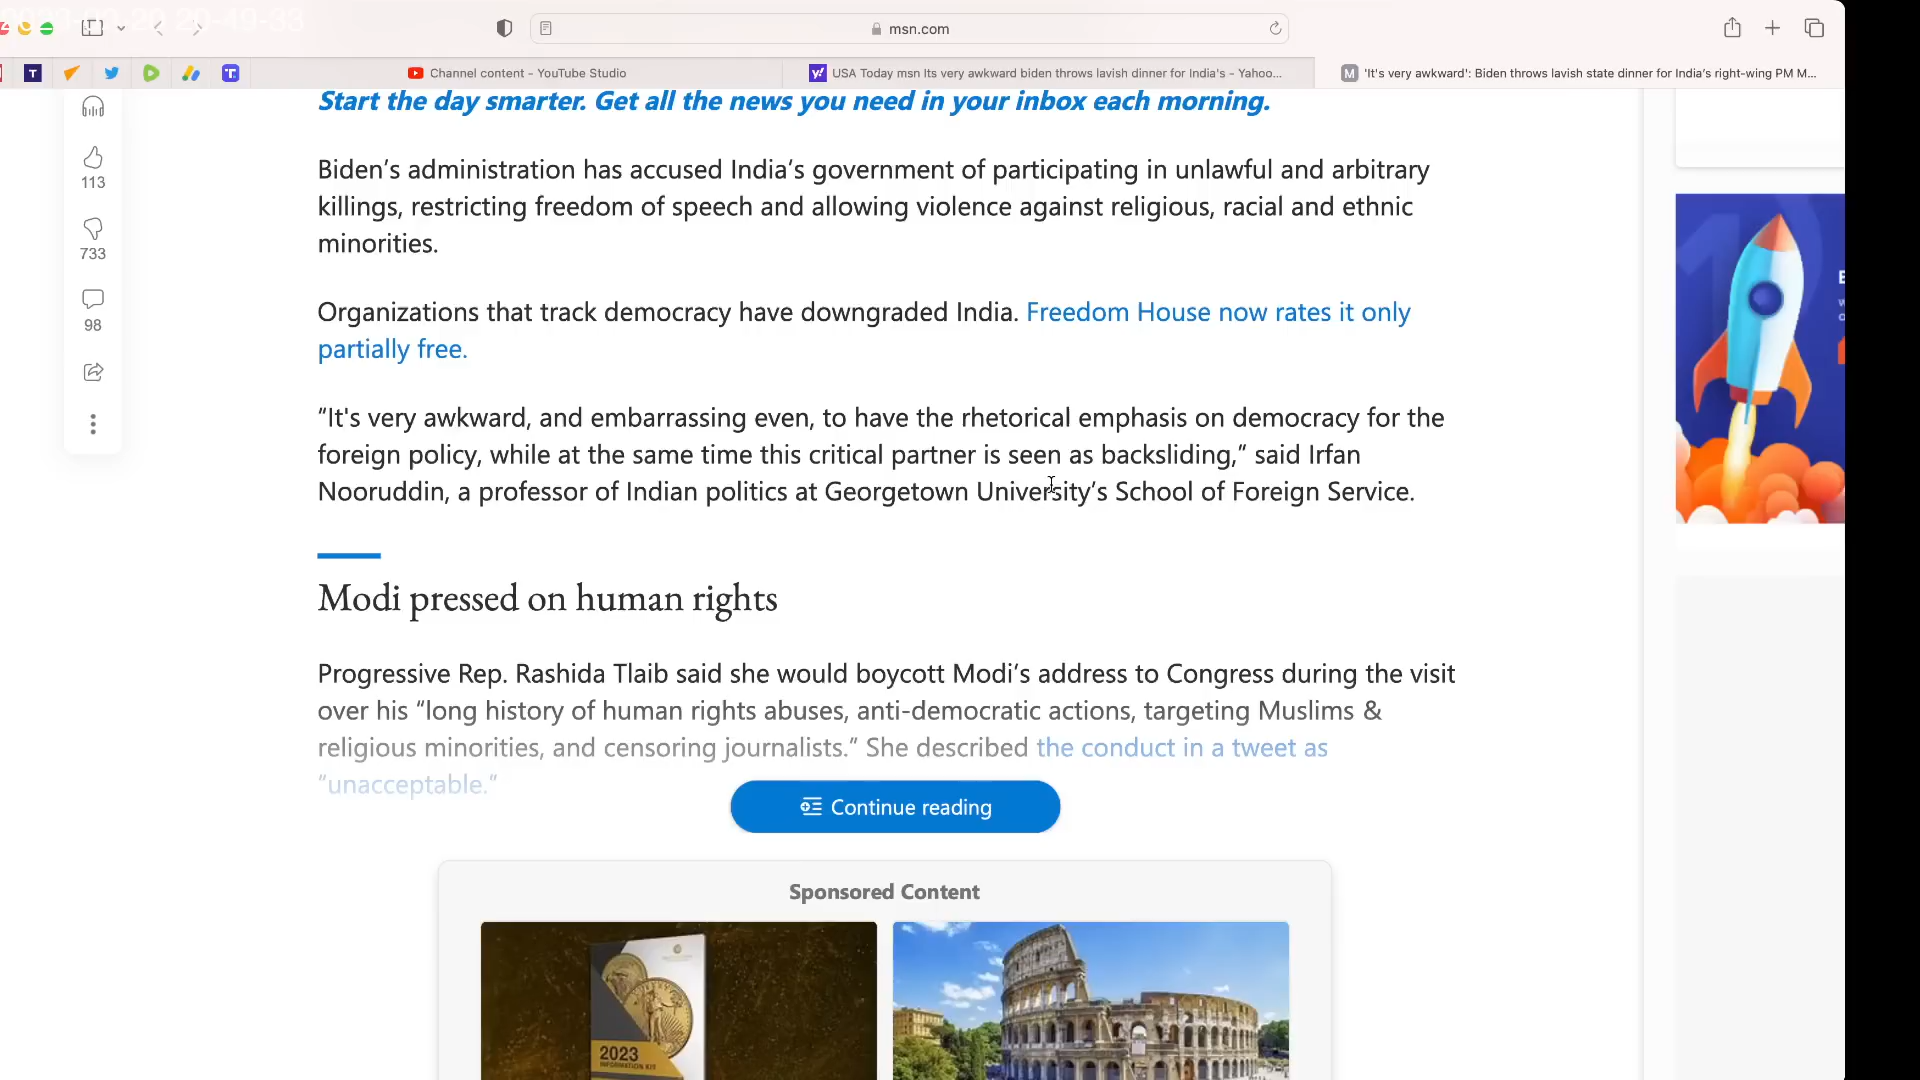 msn.com
Channel content - YouTube Studio
USA Today msn Its very awkward biden throws lavish dinner for India's - Yahoo...
'It's very awkward': Biden throws lavish state dinner for India's right-wing PM M...
Start the day smarter. Get all the news you need in your inbox each morning.
113
733
98
Biden’s administration has accused India’s government of participating in unlawful and arbitrary
killings, restricting freedom of speech and allowing violence against religious, racial and ethnic
minorities.
Organizations that track democracy have downgraded India. Freedom House now rates it only
partially free.
“It's very awkward, and embarrassing even, to have the rhetorical emphasis on democracy for the
foreign policy, while at the same time this critical partner is seen as backsliding,” said Irfan
Nooruddin, a professor of Indian politics at Georgetown University’s School of Foreign Service.
Modi pressed on human rights
Progressive Rep. Rashida Tlaib said she would boycott Modi’s address to Congress during the visit
over his “long history of human rights abuses, anti-democratic actions, targeting Muslims &
religious minorities, and censoring journalists.” She described the conduct in a tweet as
“unacceptable.”
Continue reading
Sponsored Content
2023
INFORMATION KIT